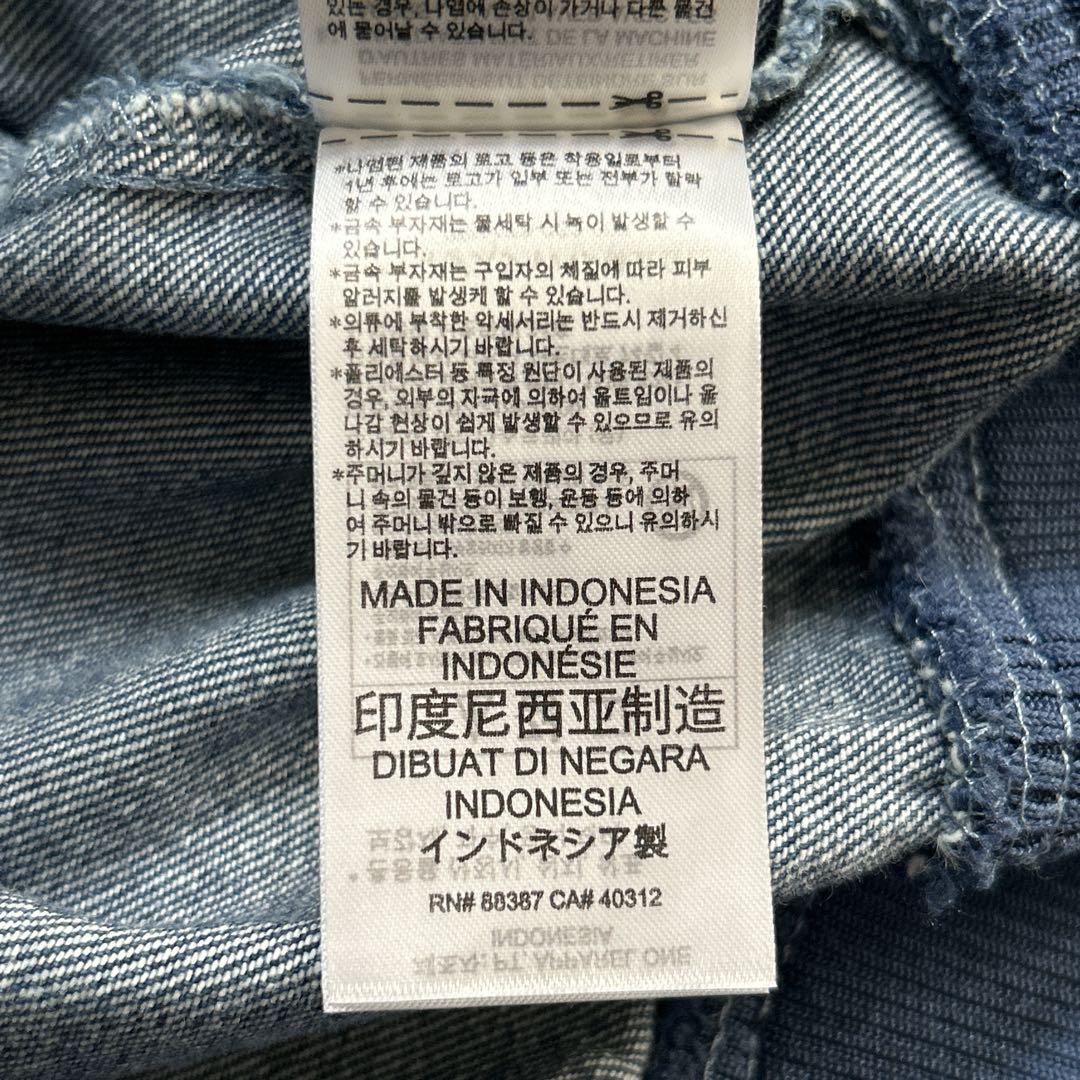 있는 경우, 나염에 손상이 가거나 다른 물건
에 묻어날 수 있습니다.
*나염된 제품의 로고 등은 착용일로부터
1년 후에는 로고가 일부 또는 전부가 탈락
할 수 있습니다.
*금속 부자재는 물세탁 시 녹이 발생할 수
있습니다.
*금속 부자재는 구입자의 체질에 따라 피부
알러지를 발생케 할 수 있습니다.
*의류에 부착한 악세서리는 반드시 제거하신
후 세탁하시기 바랍니다.
*폴리에스터 등 특정 원단이 사용된 제품의
경우, 외부의 자극에 의하여 올트임이나 올
나감 현상이 쉽게 발생할 수 있으므로 유의
하시기 바랍니다.
*주머니가 깊지 않은 제품의 경우, 주머
니 속의 물건 등이 보행, 운동 등에 의하
여 주머니 밖으로 빠질 수 있으니 유의하시
기 바랍니다.
MADE IN INDONESIA
FABRIQUÉ EN
INDONÉSIE
印度尼西亚制造
DIBUAT DI NEGARA
INDONESIA
インドネシア製
RN# 88387 CA# 40312
INDONESIA
제조자: PT. APPAREL ONE